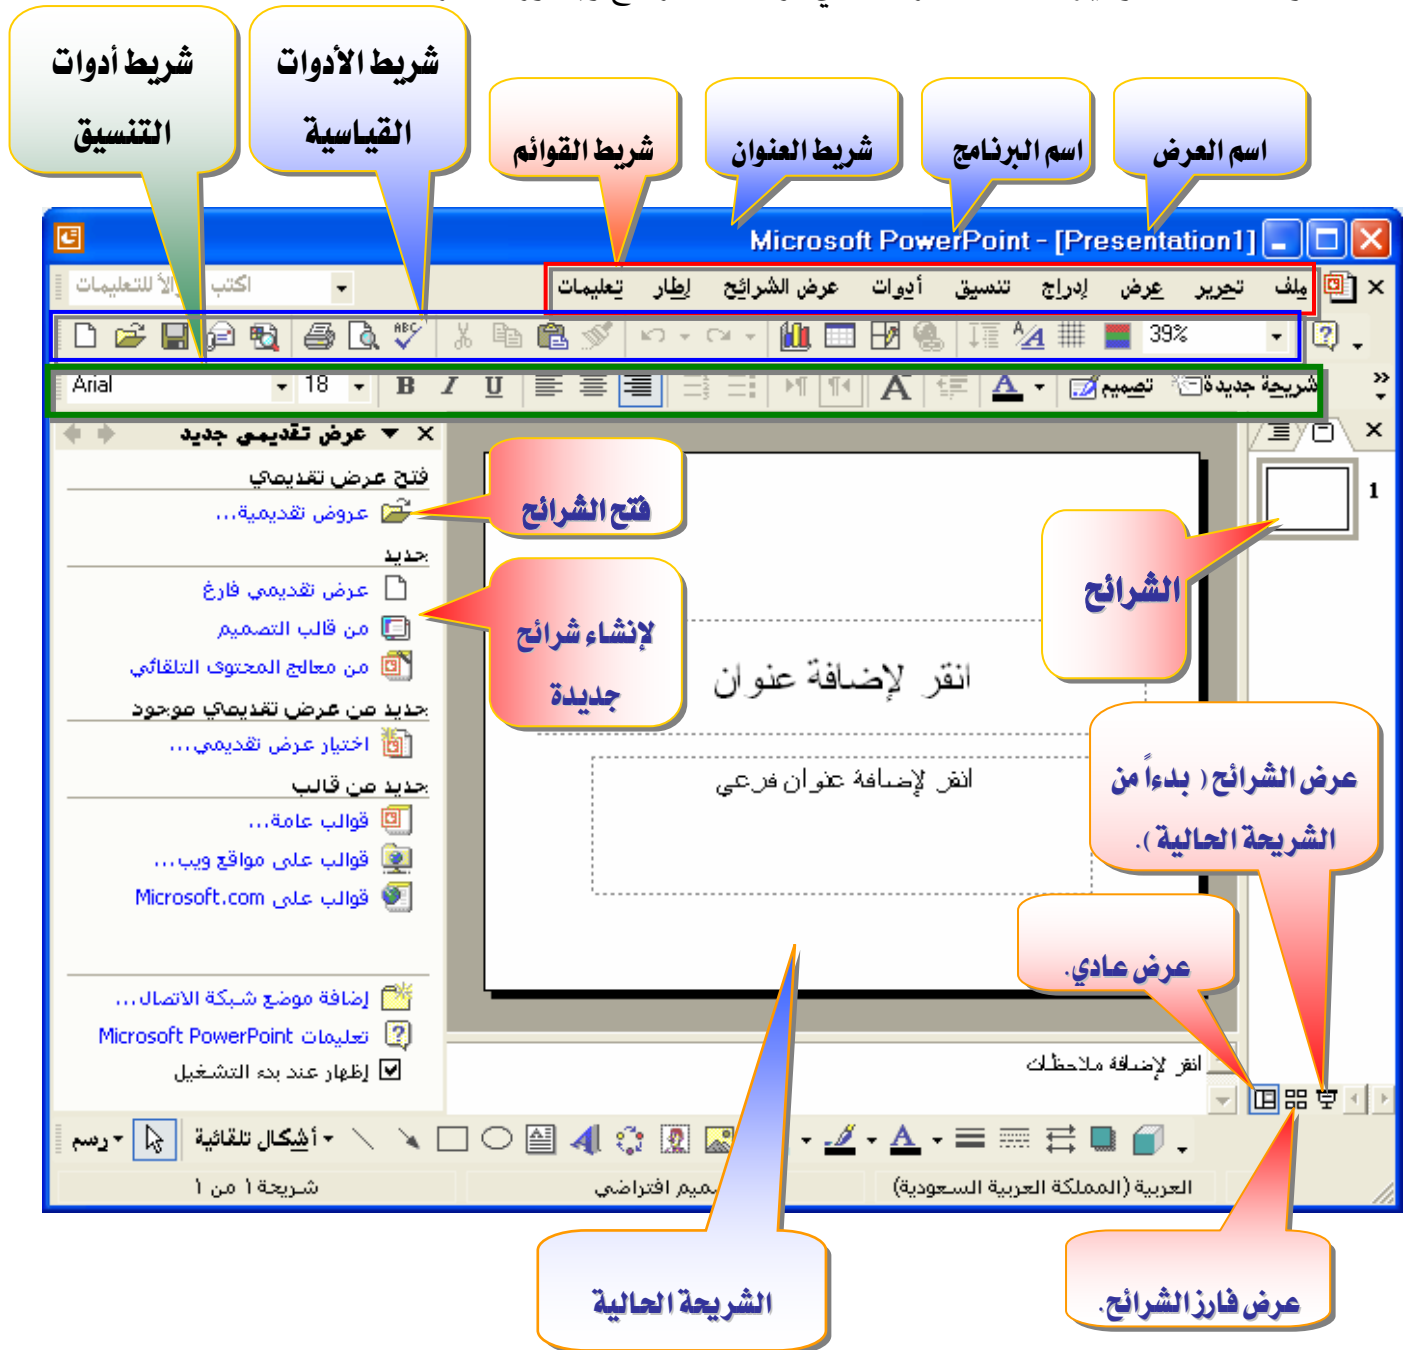 شريط أدوات
التنسيق
شريط الأدوات
القياسية
شريط القوائم
شريط العنوان
اسم البرنامج
اسم العرض
Microsoft PowerPoint - [Presentation1]
ملف تحرير عرض إدراج تنسيق أدوات عرض الشرائح إطار تعليمات
اكتب للتعليمات
39%
Arial 18 B I U
تصميم شريحة جديدة
عرض تقديمي جديد
فتح عرض تقديمي
عروض تقديمية...
جديد
عرض تقديمي فارغ
من قالب التصميم
من معالج المحتوى التلقائي
جديد من عرض تقديمي موجود
اختيار عرض تقديمي...
جديد من قالب
قوالب عامة...
قوالب على مواقع ويب...
قوالب على Microsoft.com
إضافة موضع شبكة الاتصال...
تعليمات Microsoft PowerPoint
إظهار عند بدء التشغيل
فتح الشرائح
لإنشاء شرائح
جديدة
الشرائح
1
انقر لإضافة عنوان
انقر لإضافة عنوان فرعي
عرض الشرائح ( بدءاً من
الشريحة الحالية ).
عرض عادي.
انقر لإضافة ملاحظات
رسم أشكال تلقائية
شريحة ١ من ١
افتراضي
العربية (المملكة العربية السعودية)
الشريحة الحالية
عرض فارز الشرائح.